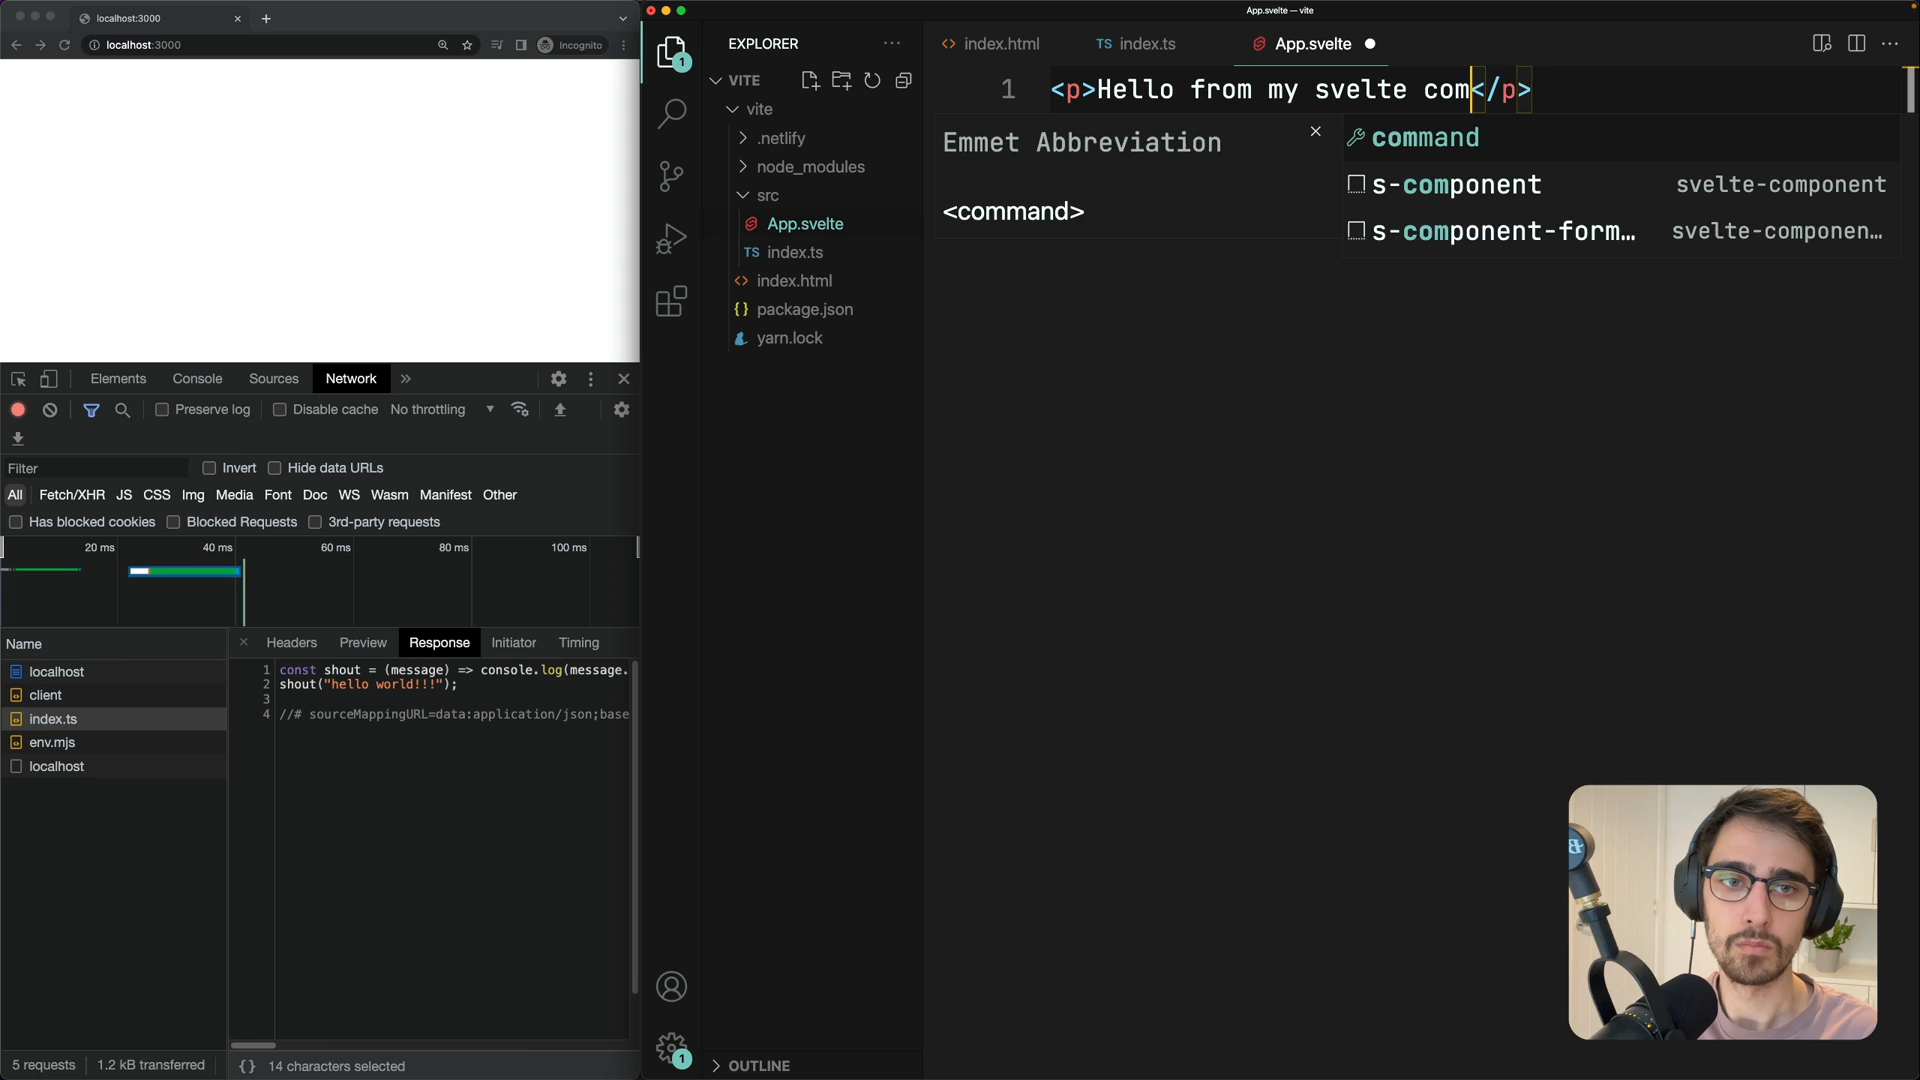 localhost:3000
localhost:3000
Incognito
Elements Console Sources Network
Preserve log Disable cache No throttling
Filter Invert Hide data URLs
All Fetch/XHR JS CSS Img Media Font Doc WS Wasm Manifest Other
Has blocked cookies Blocked Requests 3rd-party requests
20 ms 40 ms 60 ms 80 ms 100 ms
Name
localhost
client
index.ts
env.mjs
localhost
Headers Preview Response Initiator Timing
1 const shout = (message) => console.log(message.
2 shout("hello world!!!");
3
4 //# sourceMappingURL=data:application/json;base
5 requests 1.2 kB transferred {} 14 characters selected
App.svelte — vite
1
EXPLORER
VITE
vite
.netlify
node_modules
src
App.svelte
TS index.ts
index.html
{} package.json
yarn.lock
OUTLINE
1
<> index.html TS index.ts App.svelte
1 <p>Hello from my svelte com</p>
Emmet Abbreviation
<command>
command
s-component svelte-component
s-component-form… svelte-componen…